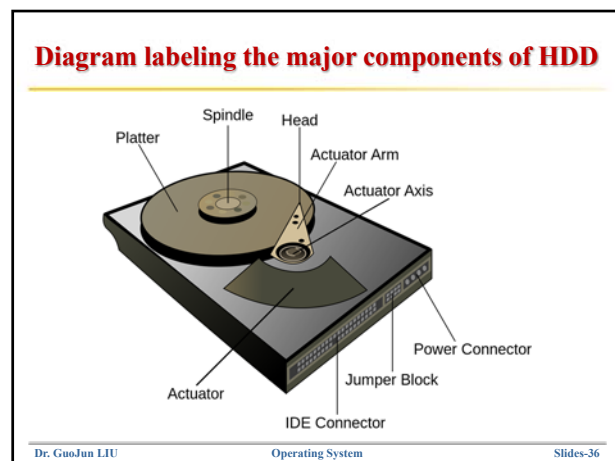 Diagram labeling the major components of HDD
Spindle
Head
Platter
Actuator Arm
Actuator Axis
Power Connector
Jumper Block
Actuator
IDE Connector
Dr. GuoJun LIU Operating System Slides-36